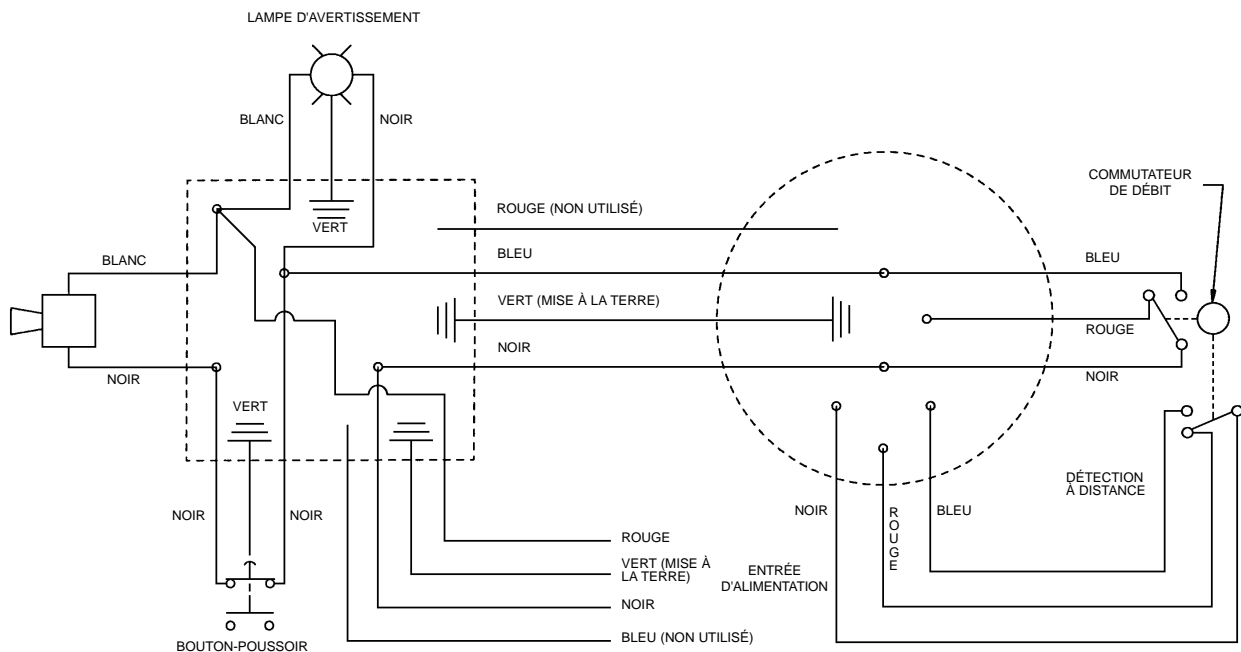 LAMPE D'AVERTISSEMENT
BLANC
NOIR
COMMUTATEUR
DE DÉBIT
ROUGE (NON UTILISÉ)
VERT
BLANC
BLEU
BLEU
VERT (MISE À LA TERRE)
ROUGE
NOIR
NOIR
NOIR
VERT
DÉTECTION
À DISTANCE
NOIR
NOIR
NOIR
ROUGE
BLEU
ROUGE
VERT (MISE À
LA TERRE)
ENTRÉE
D'ALIMENTATION
NOIR
BLEU (NON UTILISÉ)
BOUTON-POUSSOIR